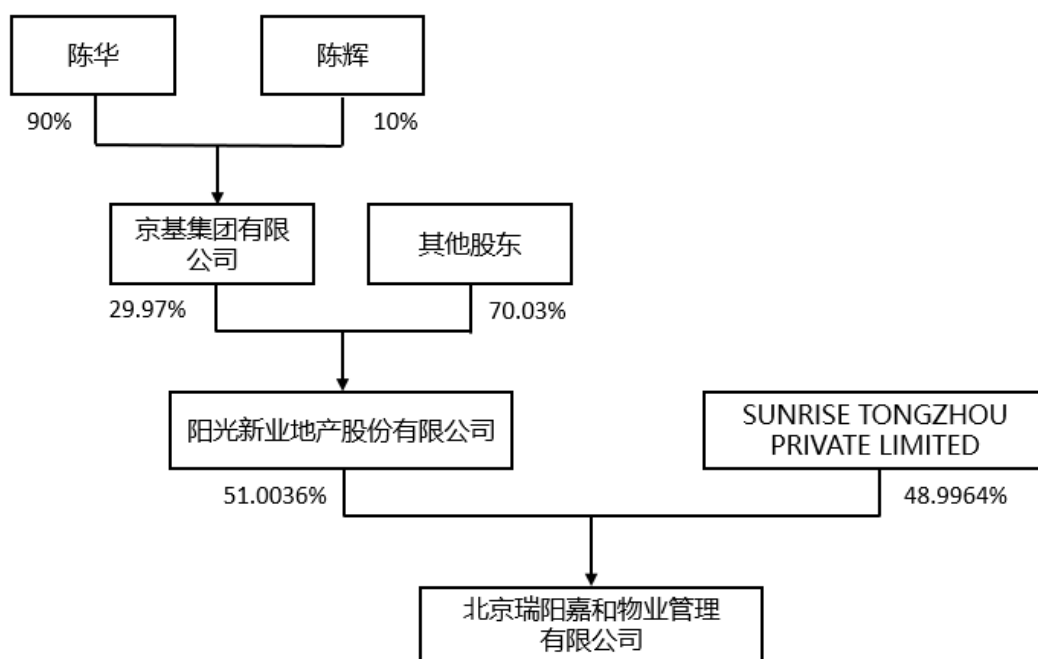 陈华
陈辉
90%
10%
京基集团有限
公司
其他股东
29.97%
70.03%
阳光新业地产股份有限公司
SUNRISE TONGZHOU
PRIVATE LIMITED
51.0036%
48.9964%
北京瑞阳嘉和物业管理
有限公司